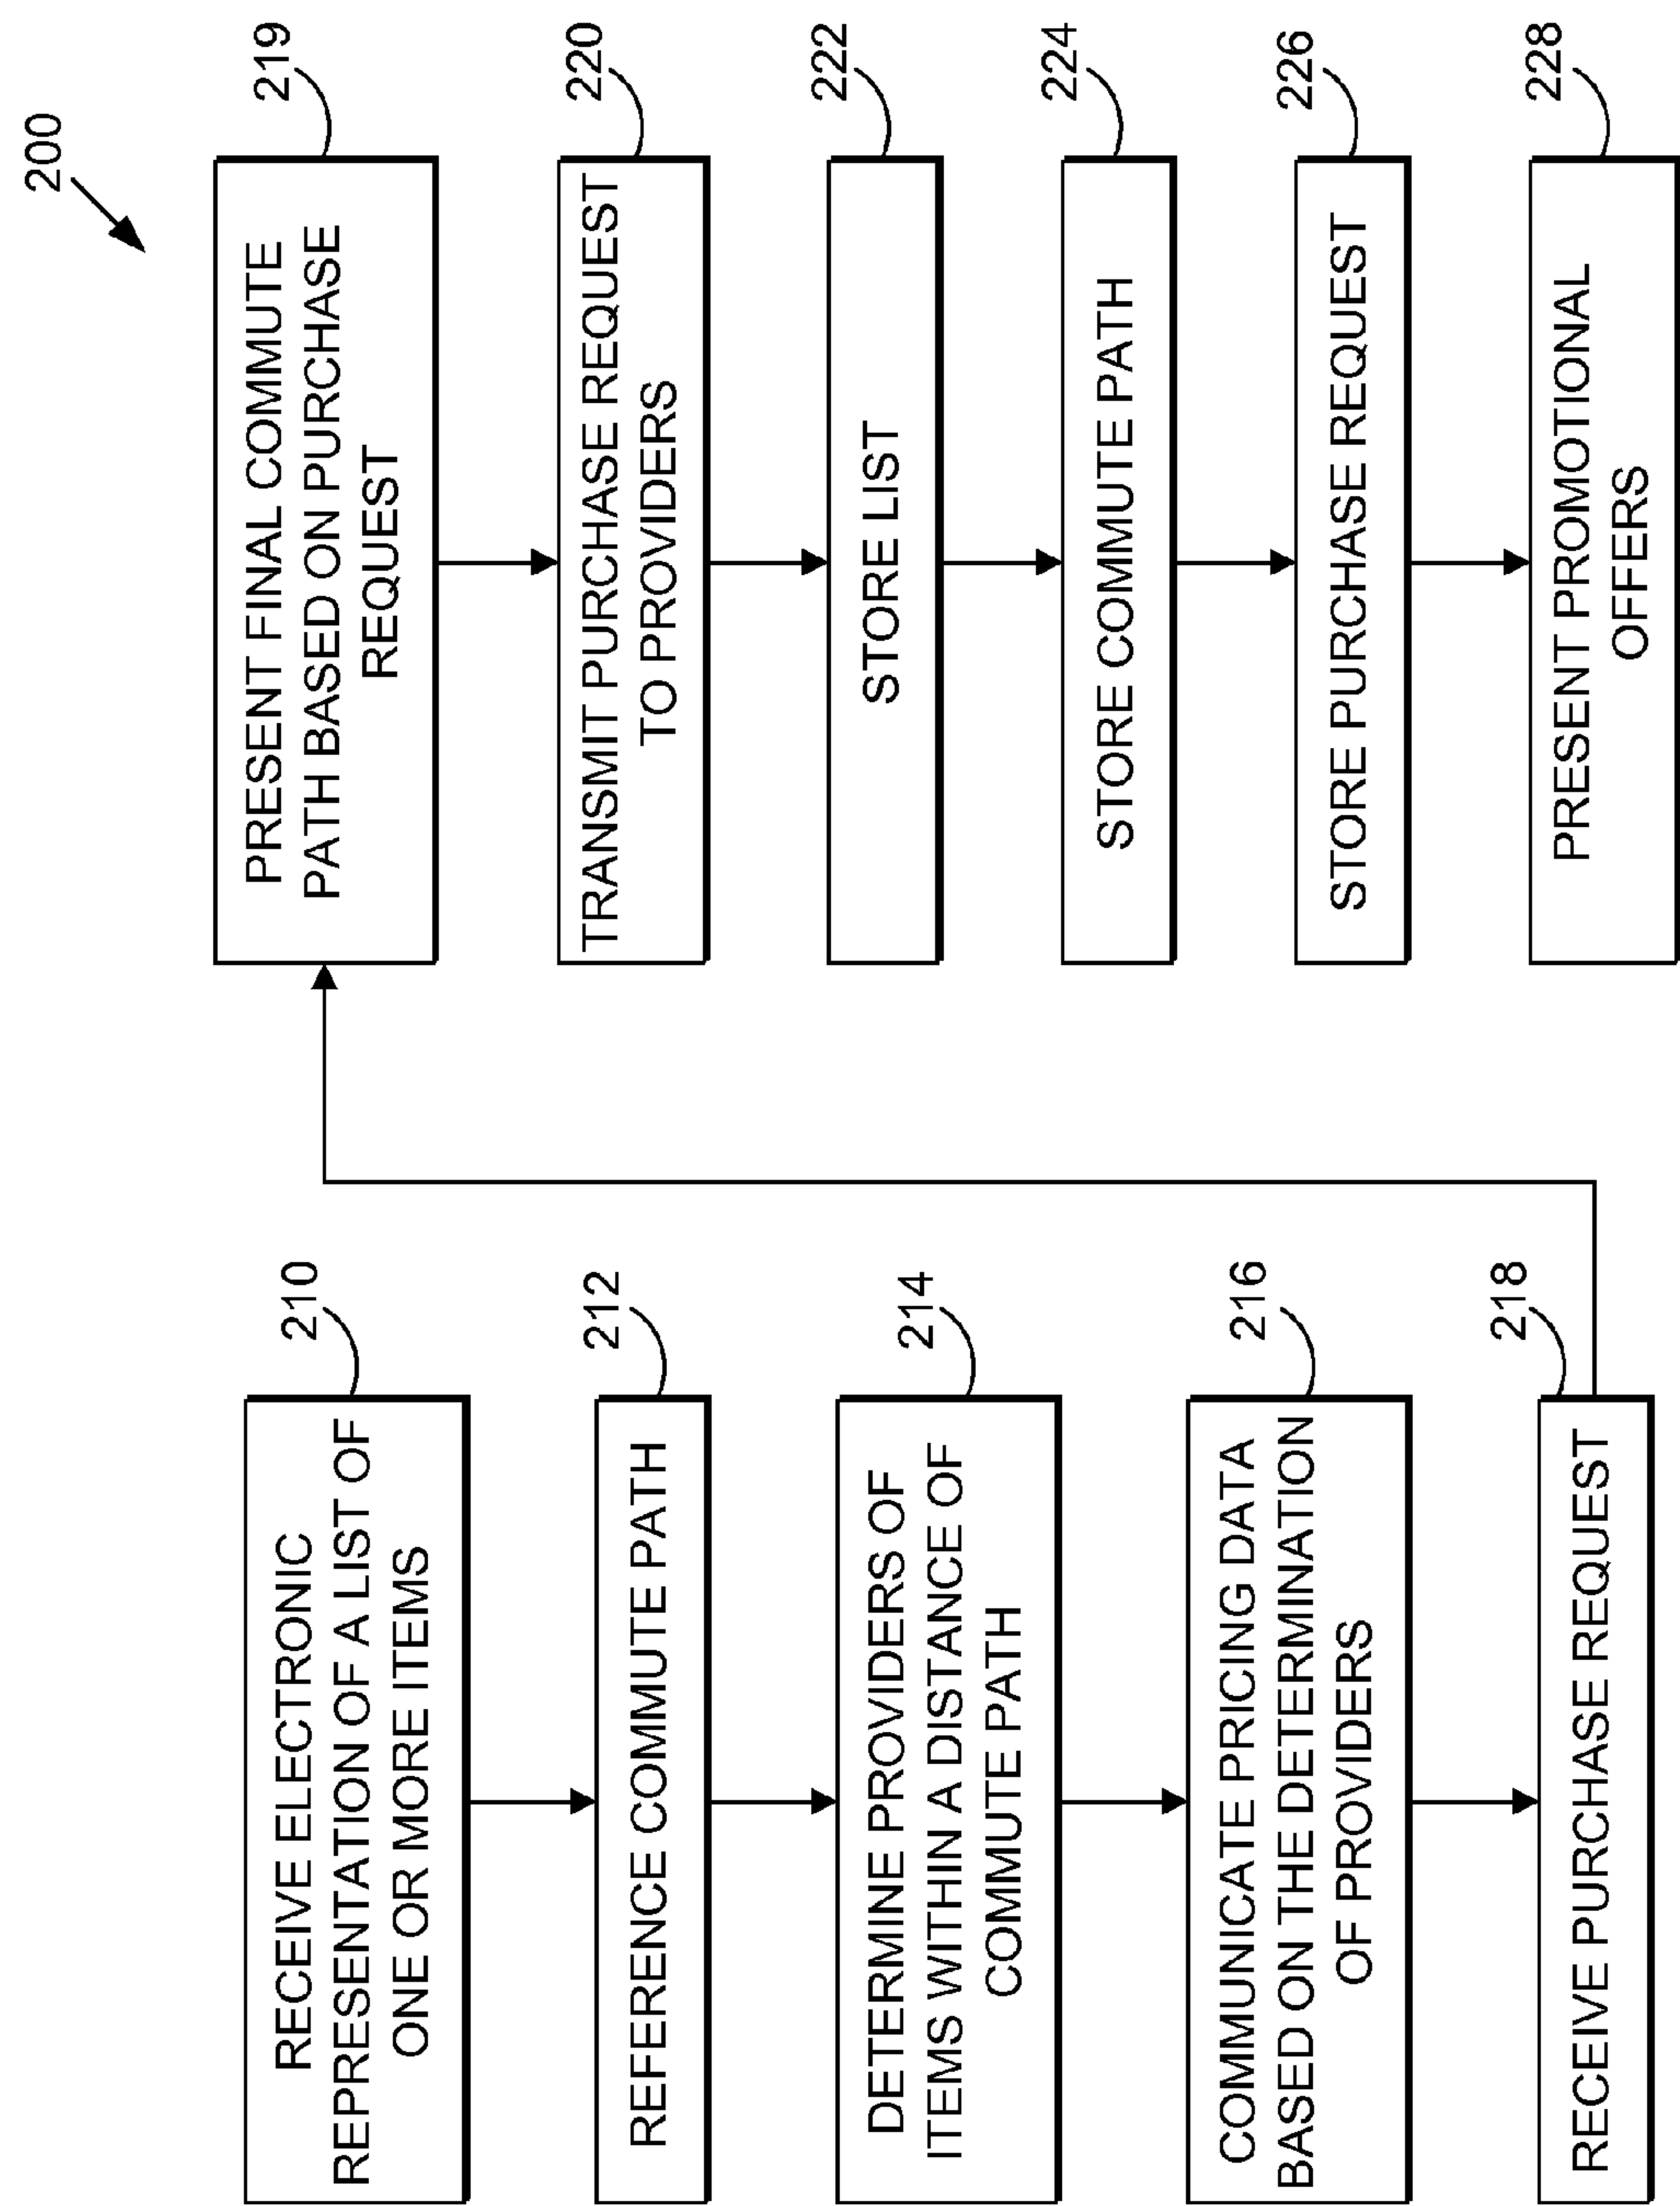 200
210
RECEIVE ELECTRONIC
REPRESENTATION OF A LIST OF
ONE OR MORE ITEMS
212
REFERENCE COMMUTE PATH
214
DETERMINE PROVIDERS OF
ITEMS WITHIN A DISTANCE OF
COMMUTE PATH
216
COMMUNICATE PRICING DATA
BASED ON THE DETERMINATION
OF PROVIDERS
218
RECEIVE PURCHASE REQUEST
219
PRESENT FINAL COMMUTE
PATH BASED ON PURCHASE
REQUEST
220
TRANSMIT PURCHASE REQUEST
TO PROVIDERS
222
STORE LIST
224
STORE COMMUTE PATH
226
STORE PURCHASE REQUEST
228
PRESENT PROMOTIONAL
OFFERS